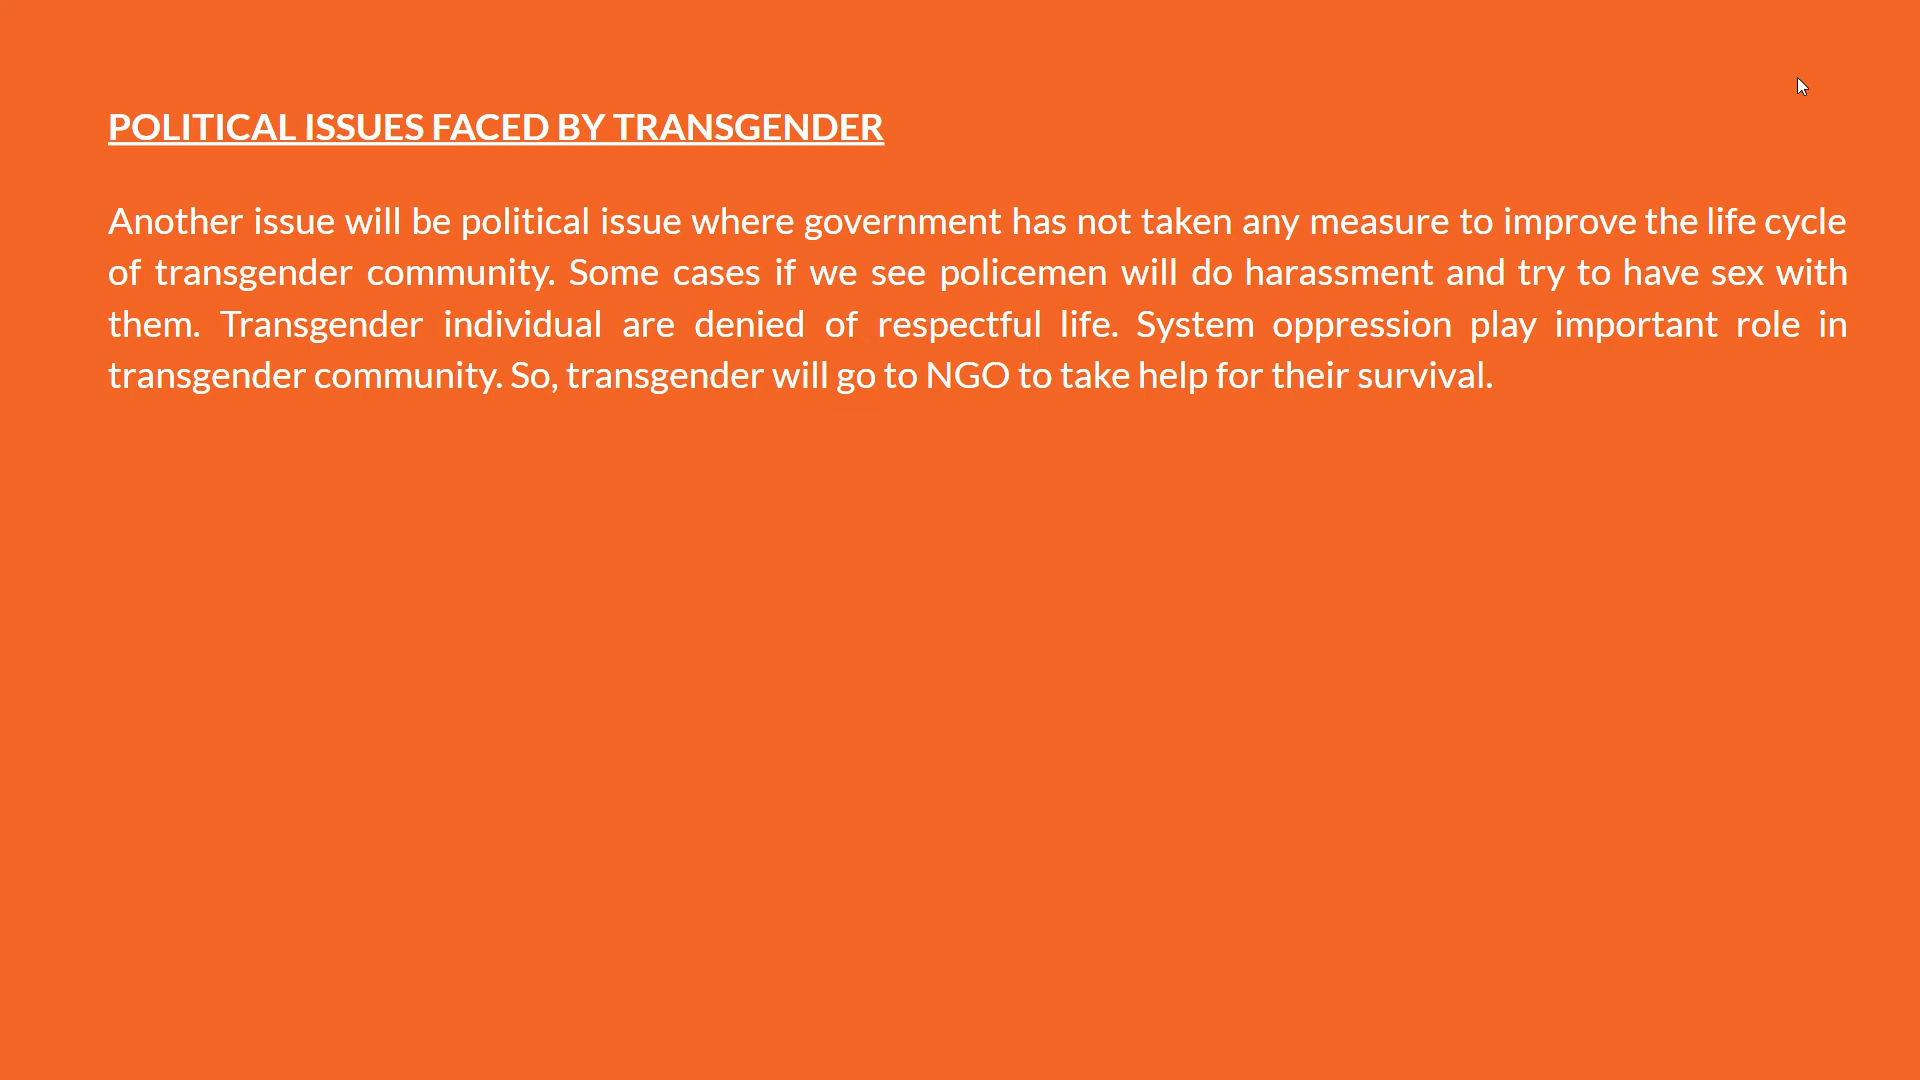 POLITICAL ISSUES FACED BY TRANSGENDER
Another issue will be political issue where government has not taken any measure to improve the life cycle
of transgender community. Some cases if we see policemen will do harassment and try to have sex with
them. Transgender individual are denied of respectful life. System oppression play important role in
transgender community. So, transgender will go to NGO to take help for their survival.